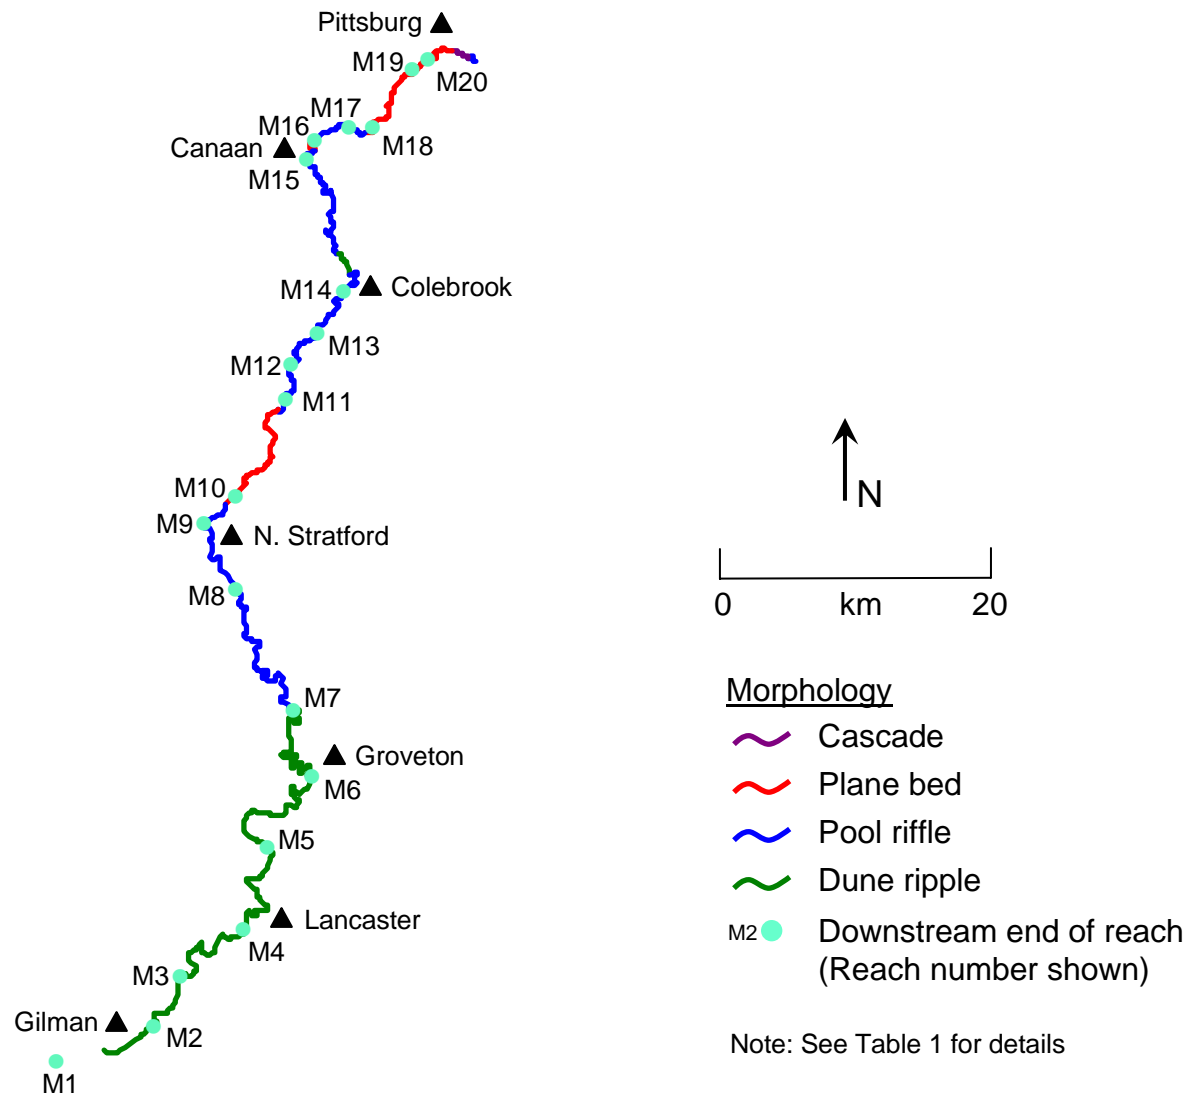 Pittsburg
M19
M20
M17
M16
M18
Canaan
M15
M14
Colebrook
M13
M12
M11
M10
M9
N. Stratford
M8
M7
Groveton
M6
M5
Lancaster
M4
M3
Gilman
M2
M1
N
0 km 20
Morphology
Cascade
Plane bed
Pool riffle
Dune ripple
M2 Downstream end of reach
(Reach number shown)
Note: See Table 1 for details